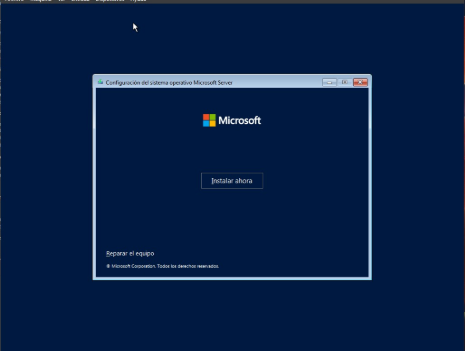 Configuración del sistema operativo Microsoft Server
Microsoft
Instalar ahora
Reparar el equipo
© Microsoft Corporation. Todos los derechos reservados.